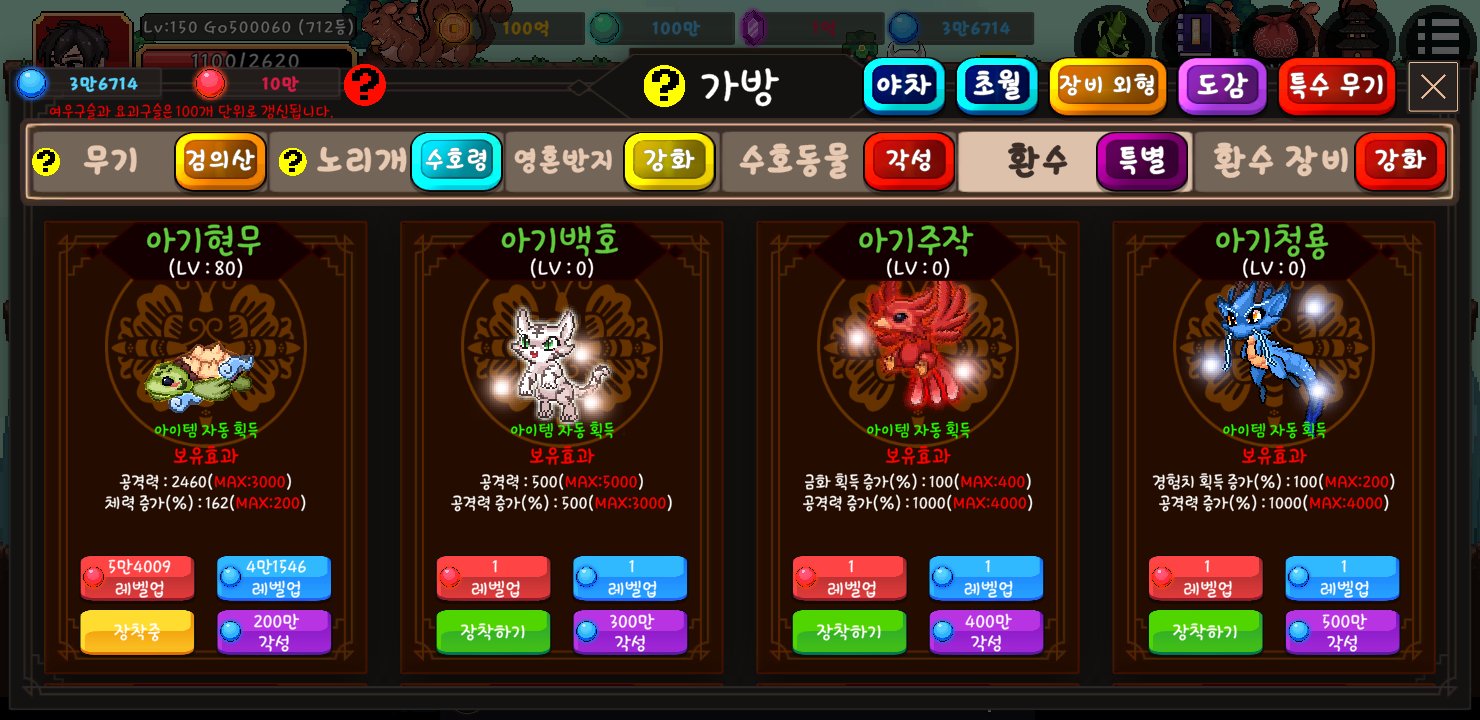 Lv:150 Go500060 (712등)
100억
100만
3만6714
1100/2620
3만6714
10만
?
여우구슬과 요괴구슬은 100개 단위로 갱신됩니다.
?
가방
야차
초월
장비 외형
도감
특수 무기
?
무기
검의산
?
노리개
수호령
영혼반지
강화
수호동물
각성
환수
특별
환수 장비
강화
아기현무
(LV : 80)
아이템 자동 획득
보유효과
공격력 : 2460(MAX:3000)
체력 증가(%) : 162(MAX:200)
5만4009
레벨업
4만1546
레벨업
장착중
200만
각성
아기백호
(LV : 0)
아이템 자동 획득
보유효과
공격력 : 500(MAX:5000)
공격력 증가(%) : 500(MAX:3000)
1
레벨업
1
레벨업
장착하기
300만
각성
아기주작
(LV : 0)
아이템 자동 획득
보유효과
금화 획득 증가(%) : 100(MAX:400)
공격력 증가(%) : 1000(MAX:4000)
1
레벨업
1
레벨업
장착하기
400만
각성
아기청룡
(LV : 0)
아이템 자동 획득
보유효과
경험치 획득 증가(%) : 100(MAX:200)
공격력 증가(%) : 1000(MAX:4000)
1
레벨업
1
레벨업
장착하기
500만
각성